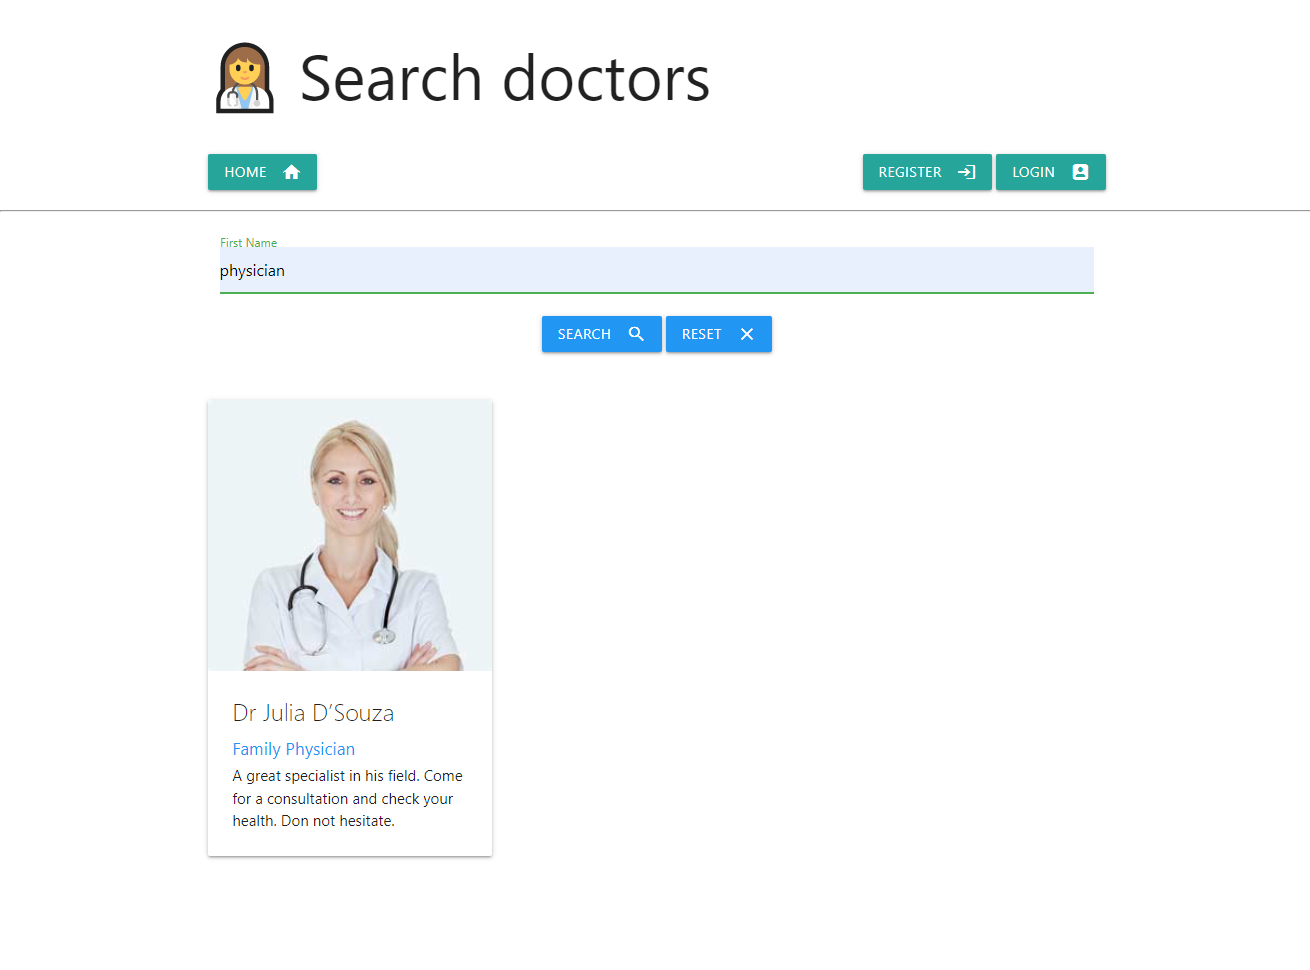 Search doctors
HOME
REGISTER
LOGIN
First Name
physician
SEARCH
RESET
Dr Julia D’Souza
Family Physician
A great specialist in his field. Come
for a consultation and check your
health. Don not hesitate.